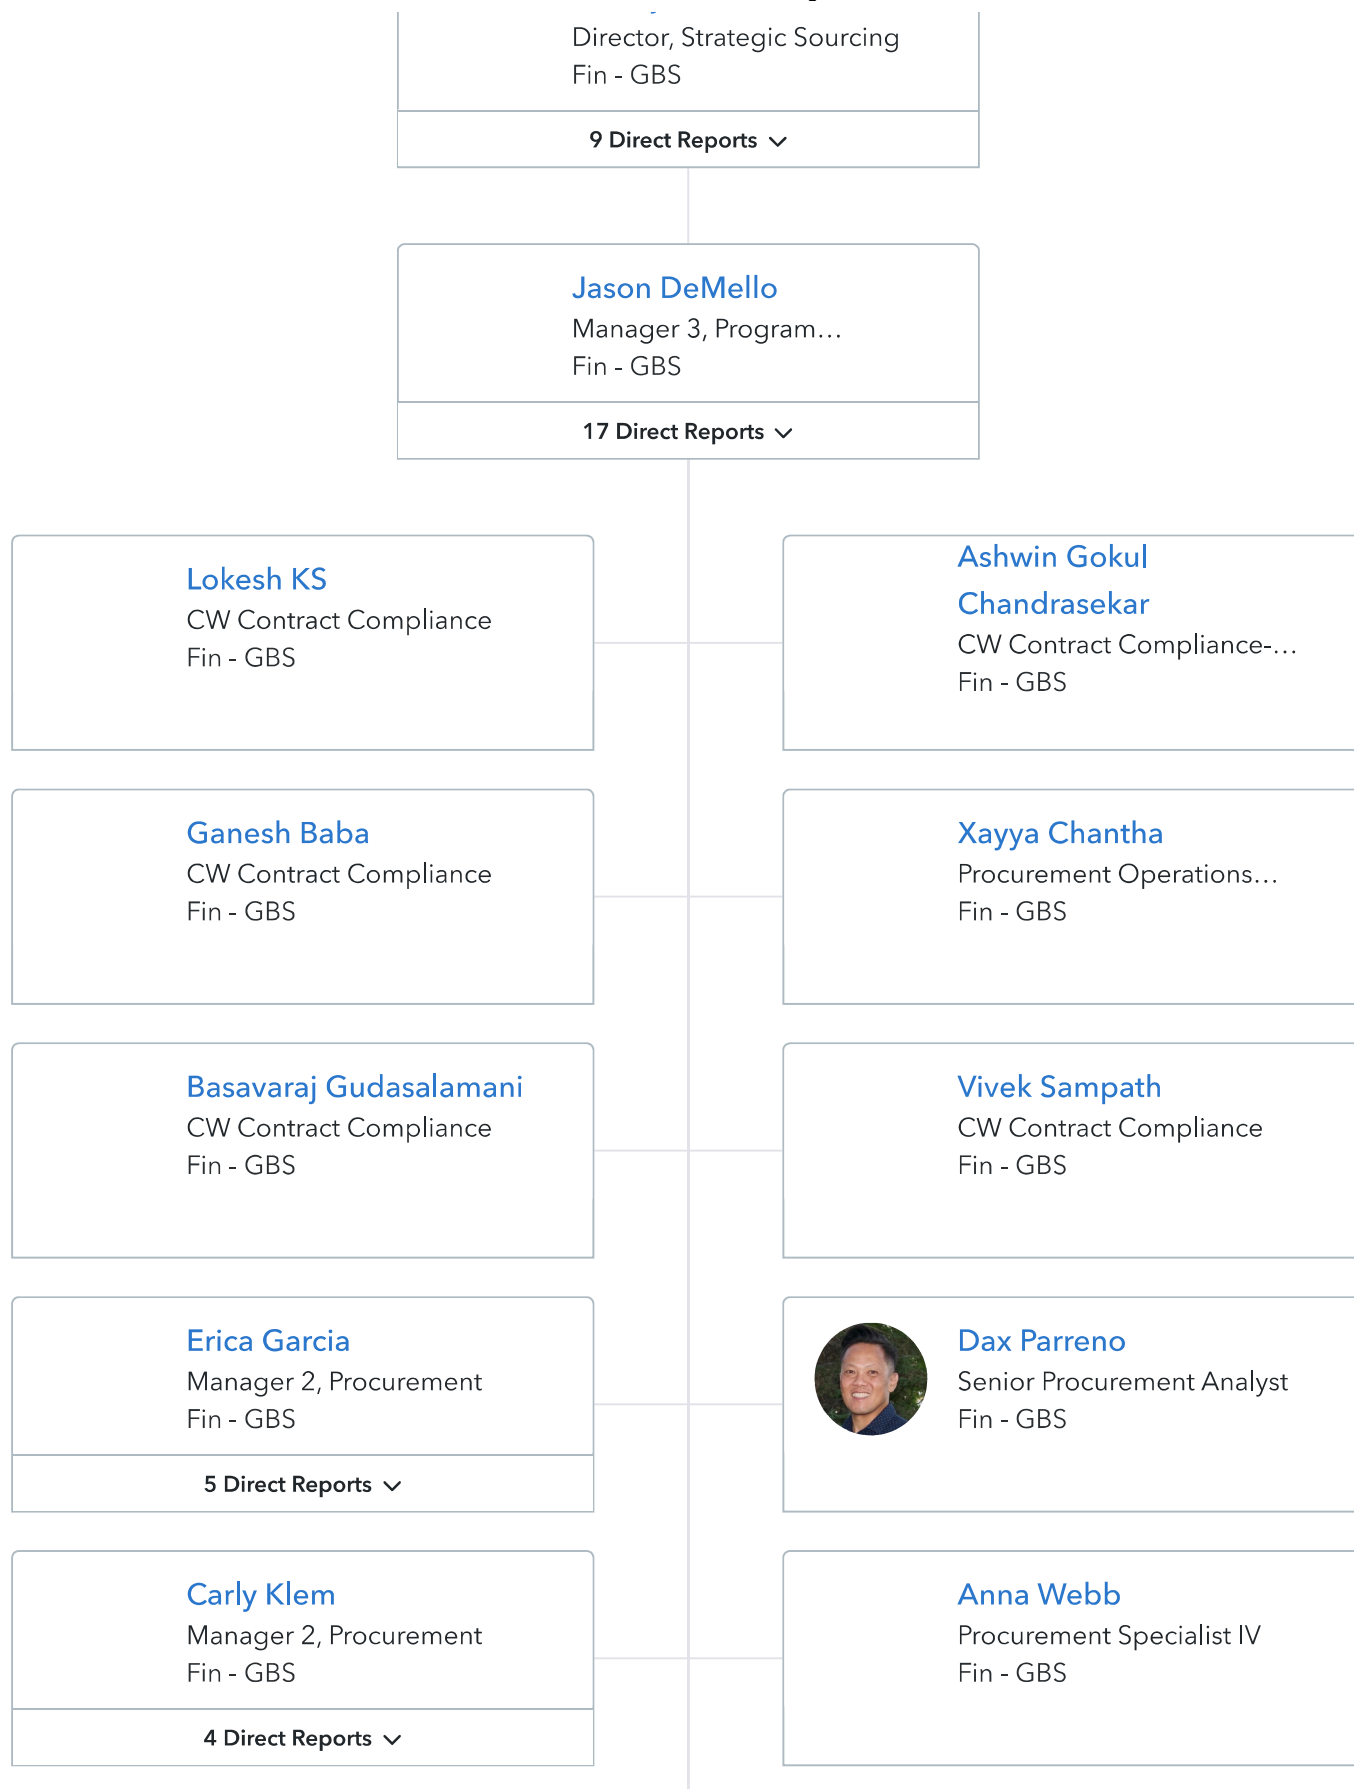 Director, Strategic Sourcing
Fin - GBS
9 Direct Reports
Jason DeMello
Manager 3, Program...
Fin - GBS
17 Direct Reports
Lokesh KS
CW Contract Compliance
Fin - GBS
Ashwin Gokul
Chandrasekar
CW Contract Compliance-...
Fin - GBS
Ganesh Baba
CW Contract Compliance
Fin - GBS
Xayya Chantha
Procurement Operations...
Fin - GBS
Basavaraj Gudasalamani
CW Contract Compliance
Fin - GBS
Vivek Sampath
CW Contract Compliance
Fin - GBS
Erica Garcia
Manager 2, Procurement
Fin - GBS
5 Direct Reports
Dax Parreno
Senior Procurement Analyst
Fin - GBS
Carly Klem
Manager 2, Procurement
Fin - GBS
4 Direct Reports
Anna Webb
Procurement Specialist IV
Fin - GBS